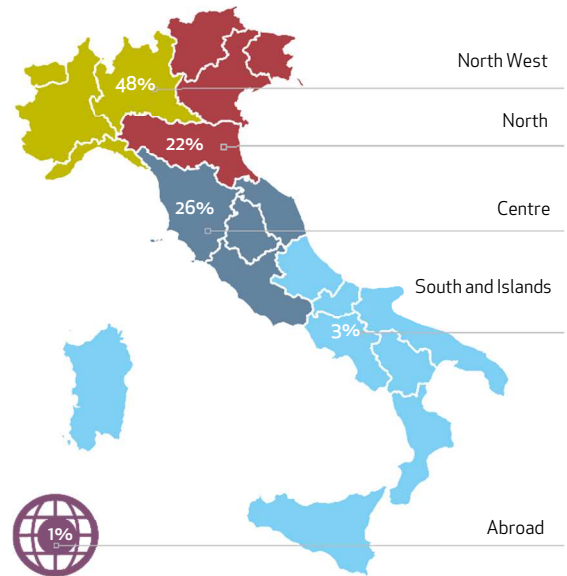 North West
48%
North
22%
26%
Centre
South and Islands
3%
1%
Abroad